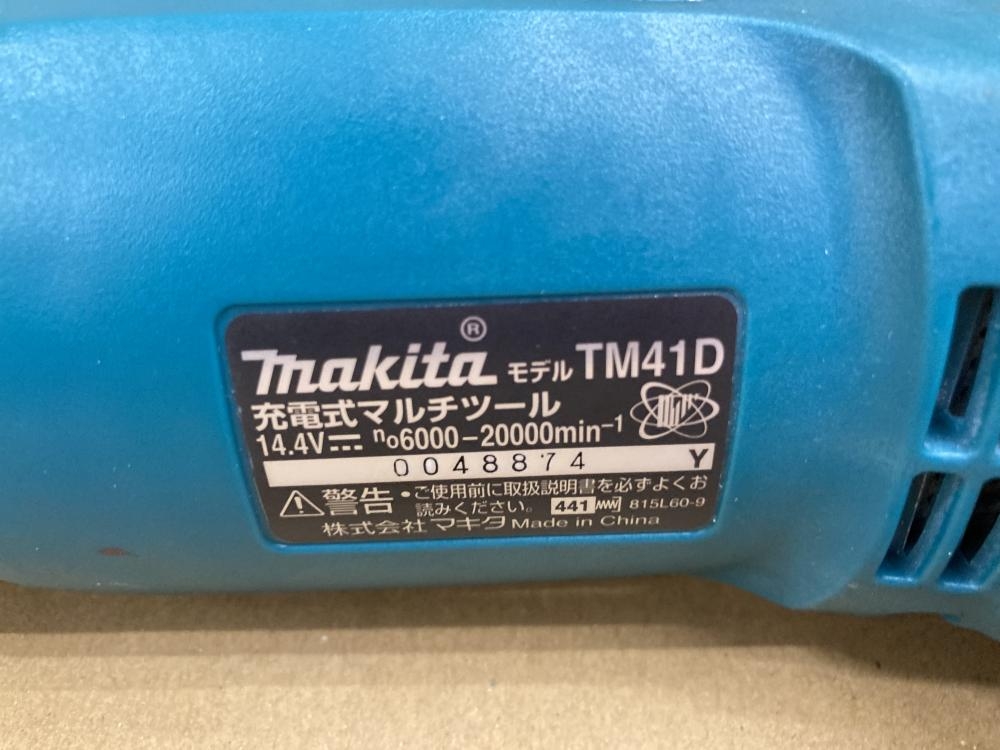 makita® モデル TM41D
充電式マルチツール
14.4V⎓ n₀6000-20000min⁻¹
0048874 Y
⚠警告 ・ご使用前に取扱説明書を必ずよくお
読みください。 441 815L60-9
株式会社 マキタ Made in China